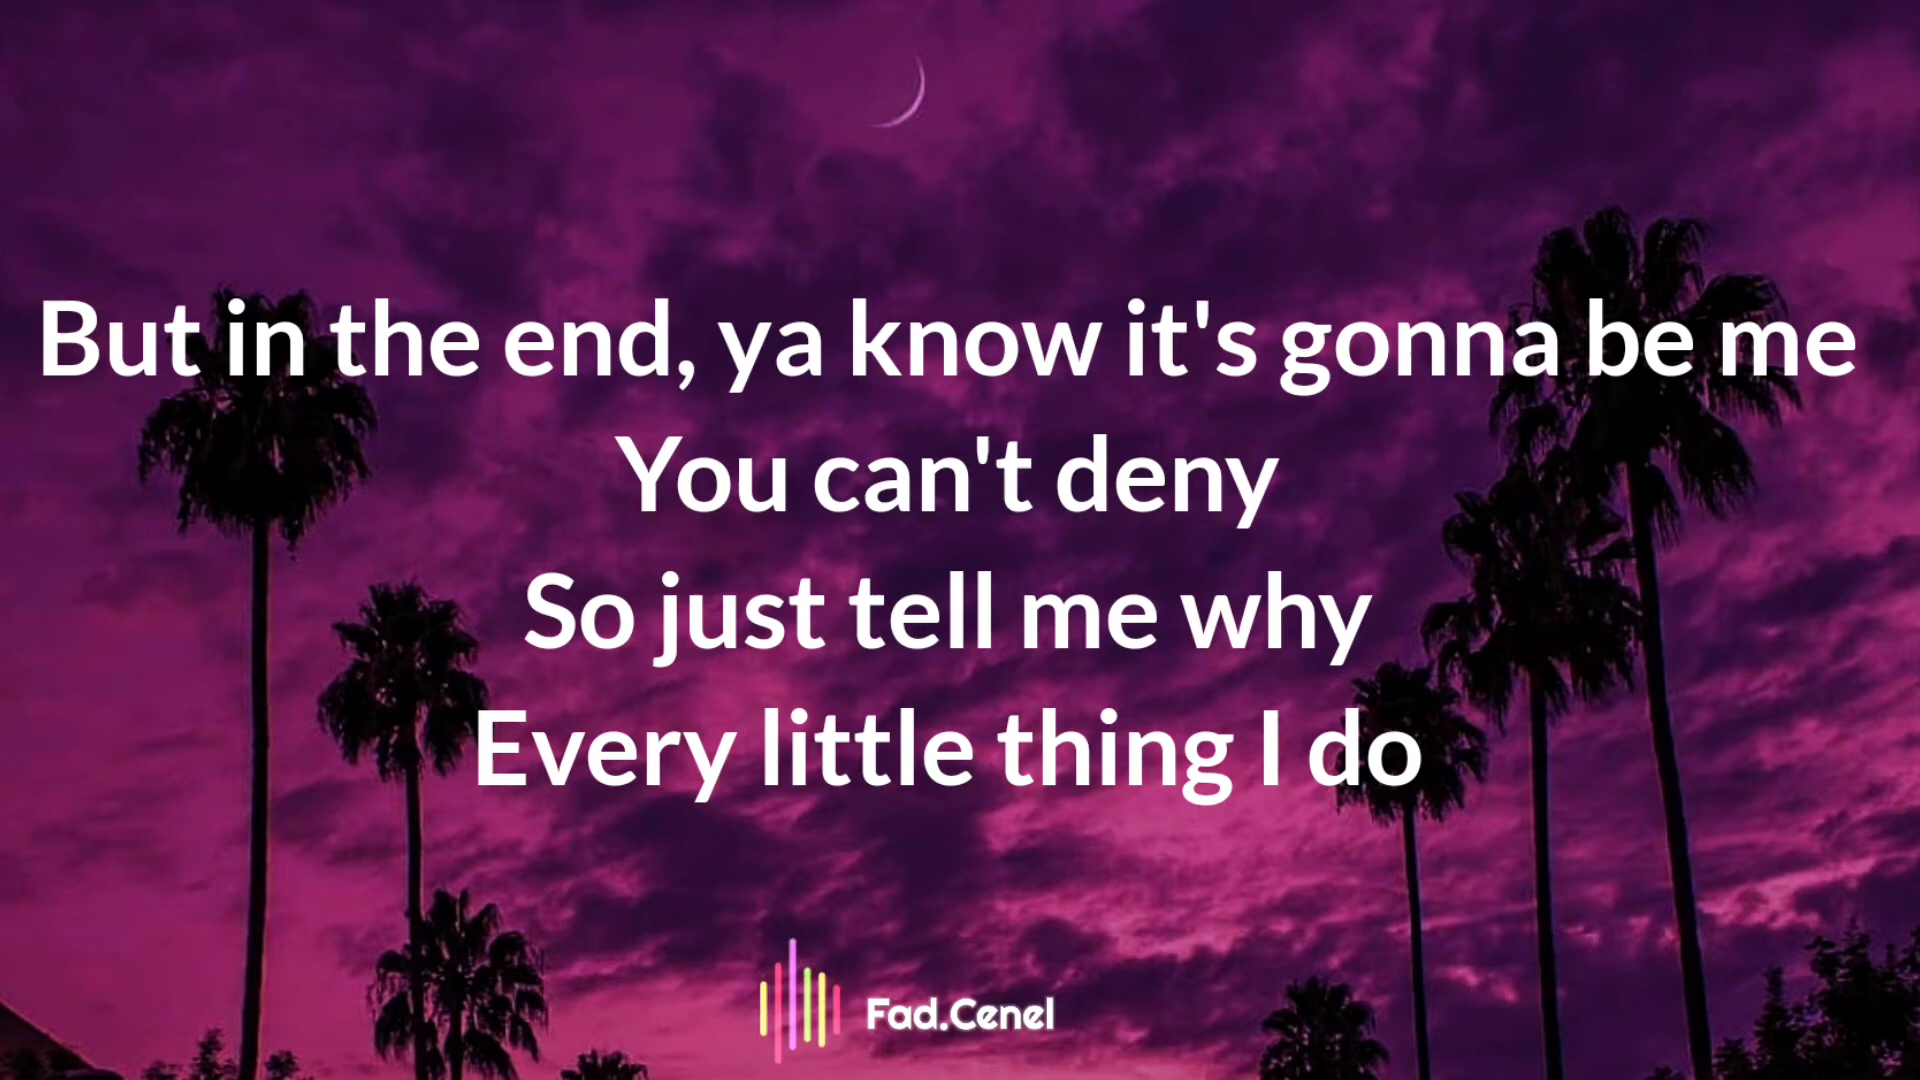 But in the end, ya know it's gonna be me
You can't deny
So just tell me why
Every little thing I do
Fad.Cenel